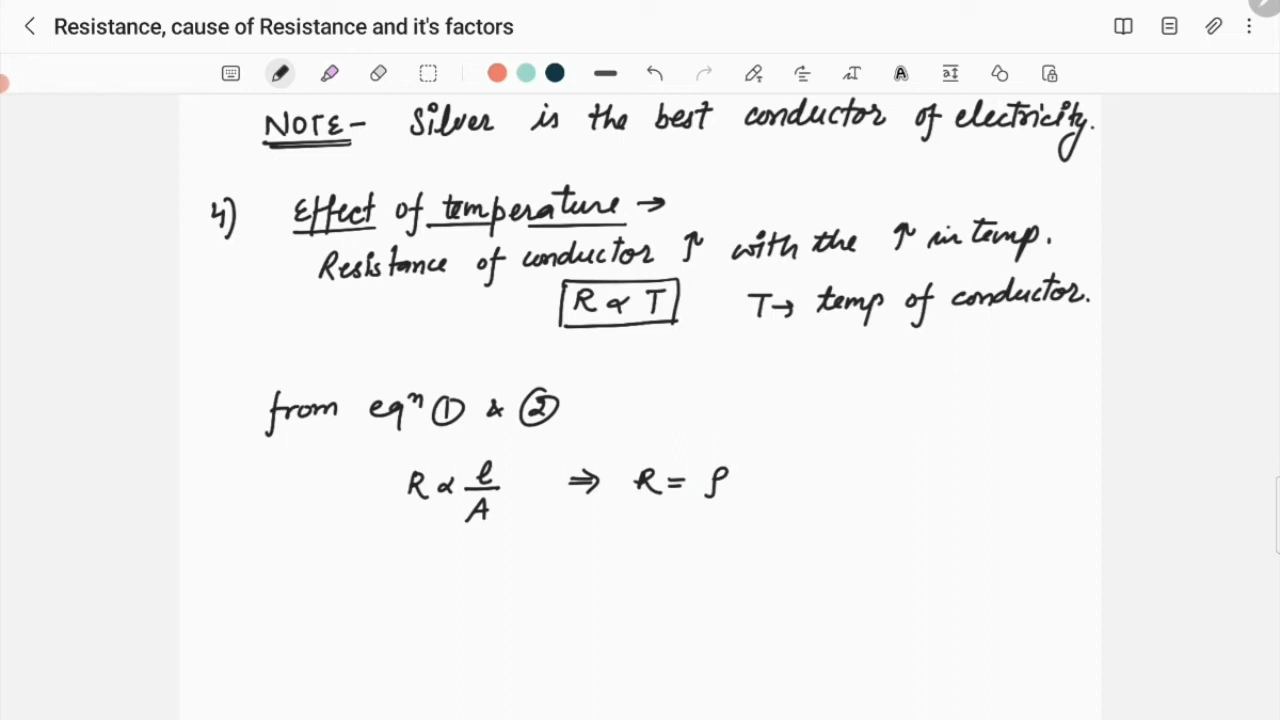 Resistance, cause of Resistance and it's factors
NOTE- Silver is the best conductor of electricity.
4) Effect of temperature →
Resistance of conductor ↑ with the ↑ in temp.
R ∝ T T→ temp of conductor.
from eqⁿ ① & ②
R ∝ l/A ⇒ R = ρ